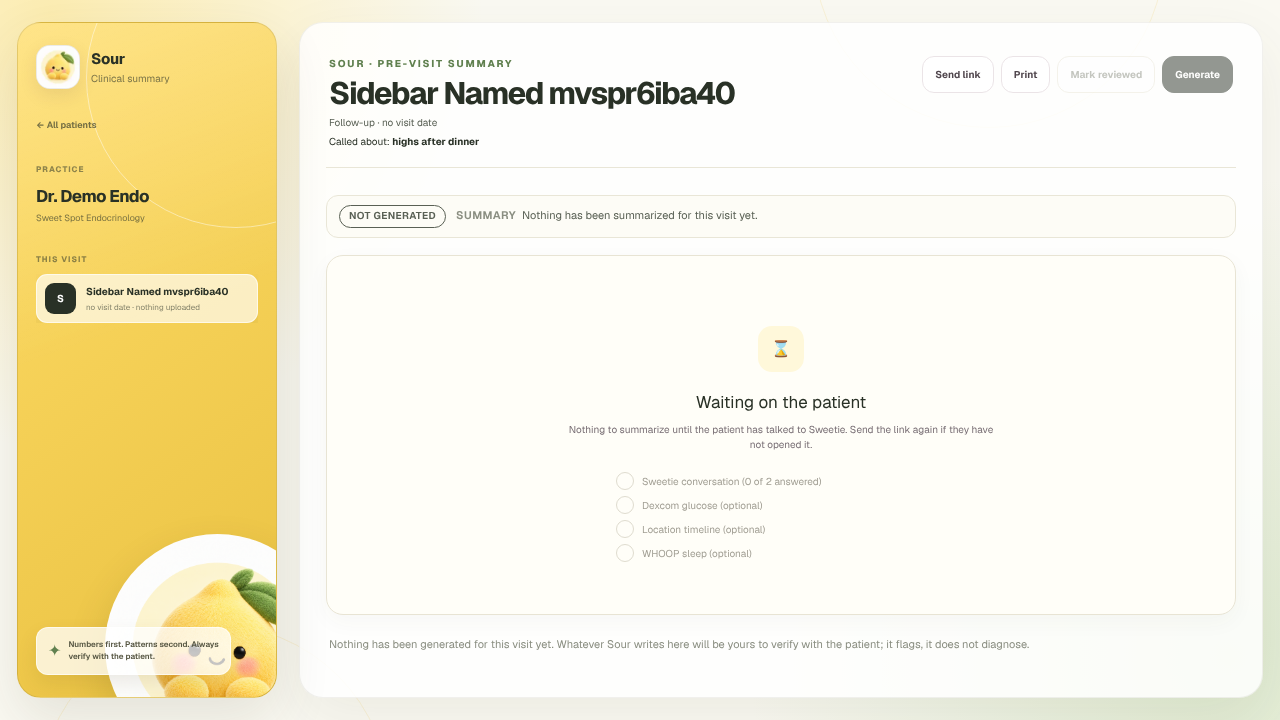 Sour
Clinical summary
← All patients
PRACTICE
Dr. Demo Endo
Sweet Spot Endocrinology
THIS VISIT
S
Sidebar Named mvspr6iba40
no visit date · nothing uploaded
Numbers first. Patterns second. Always
verify with the patient.
SOUR · PRE-VISIT SUMMARY
Sidebar Named mvspr6iba40
Follow-up · no visit date
Called about: highs after dinner
Send link
Print
Mark reviewed
Generate
NOT GENERATED SUMMARY Nothing has been summarized for this visit yet.
Waiting on the patient
Nothing to summarize until the patient has talked to Sweetie. Send the link again if they have
not opened it.
Sweetie conversation (0 of 2 answered)
Dexcom glucose (optional)
Location timeline (optional)
WHOOP sleep (optional)
Nothing has been generated for this visit yet. Whatever Sour writes here will be yours to verify with the patient; it flags, it does not diagnose.